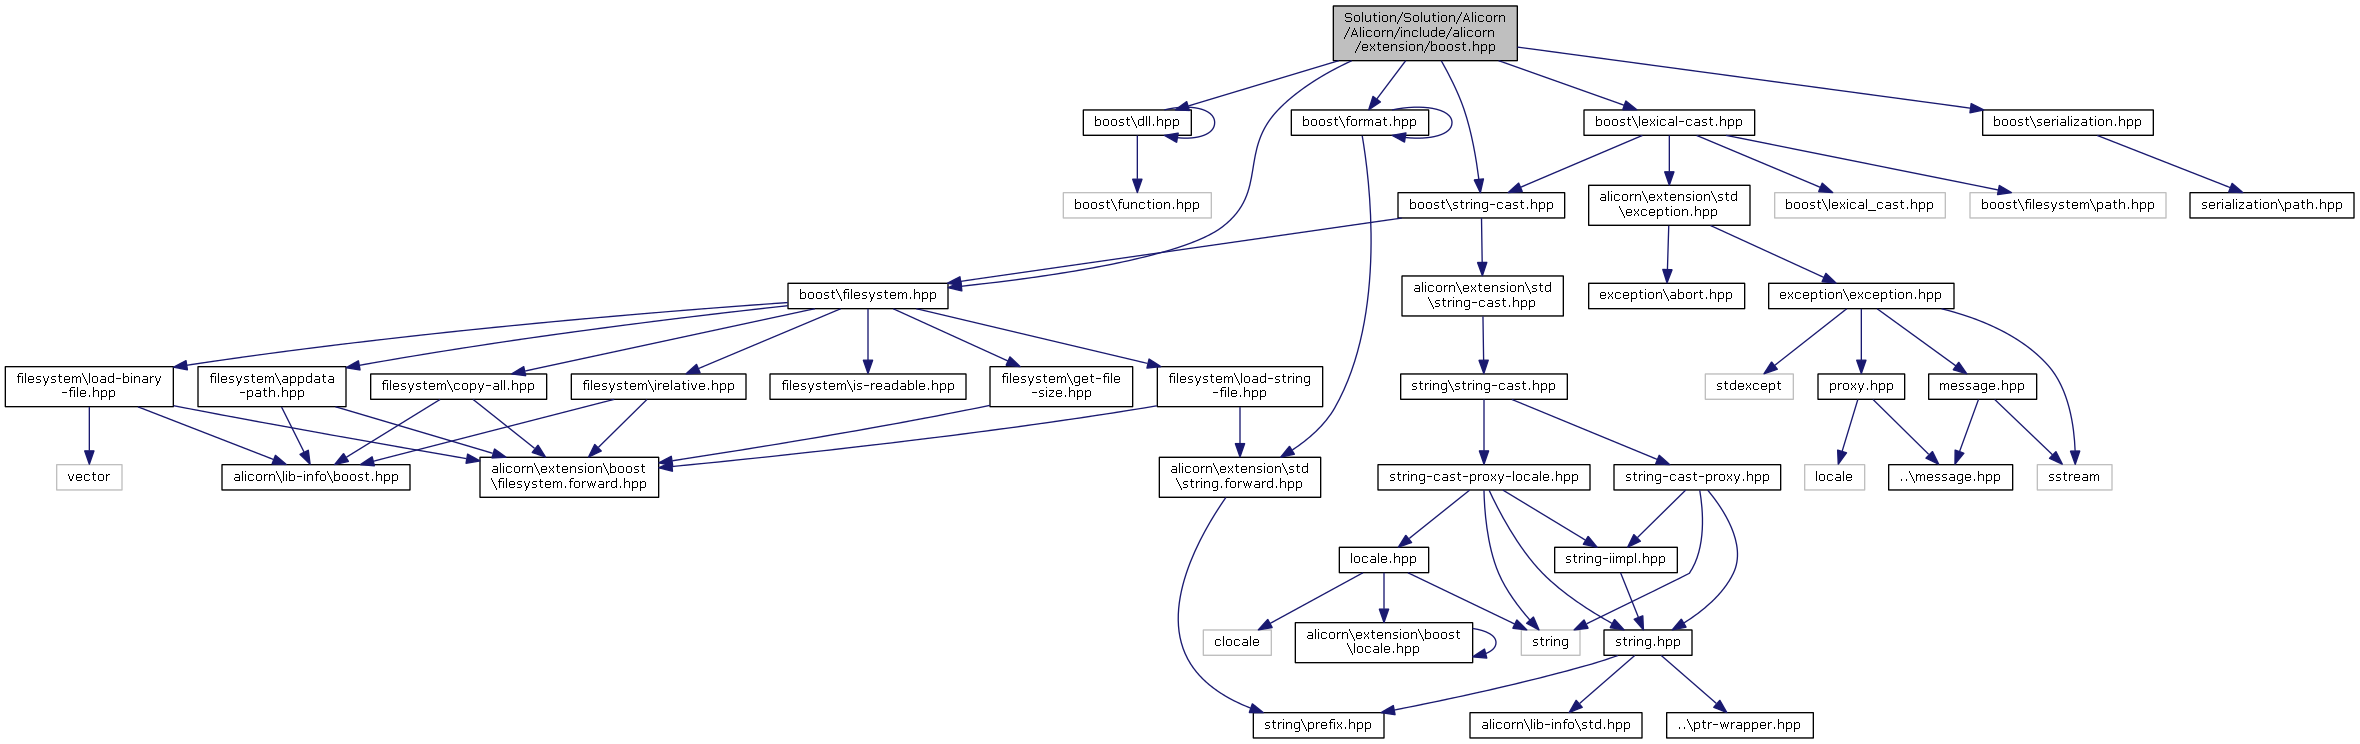 Solution/Solution/Alicorn
/Alicorn/include/alicorn
/extension/boost.hpp
boost\dll.hpp
boost\format.hpp
boost\lexical-cast.hpp
boost\serialization.hpp
boost\function.hpp
boost\string-cast.hpp
alicorn\extension\std
\exception.hpp
boost\lexical_cast.hpp
boost\filesystem\path.hpp
serialization\path.hpp
boost\filesystem.hpp
alicorn\extension\std
\string-cast.hpp
exception\abort.hpp
exception\exception.hpp
filesystem\load-binary
-file.hpp
filesystem\appdata
-path.hpp
filesystem\copy-all.hpp
filesystem\irelative.hpp
filesystem\is-readable.hpp
filesystem\get-file
-size.hpp
filesystem\load-string
-file.hpp
string\string-cast.hpp
stdexcept
proxy.hpp
message.hpp
vector
alicorn\lib-info\boost.hpp
alicorn\extension\boost
\filesystem.forward.hpp
alicorn\extension\std
\string.forward.hpp
string-cast-proxy-locale.hpp
string-cast-proxy.hpp
locale
..\message.hpp
sstream
locale.hpp
string-iimpl.hpp
clocale
alicorn\extension\boost
\locale.hpp
string
string.hpp
string\prefix.hpp
alicorn\lib-info\std.hpp
..\ptr-wrapper.hpp